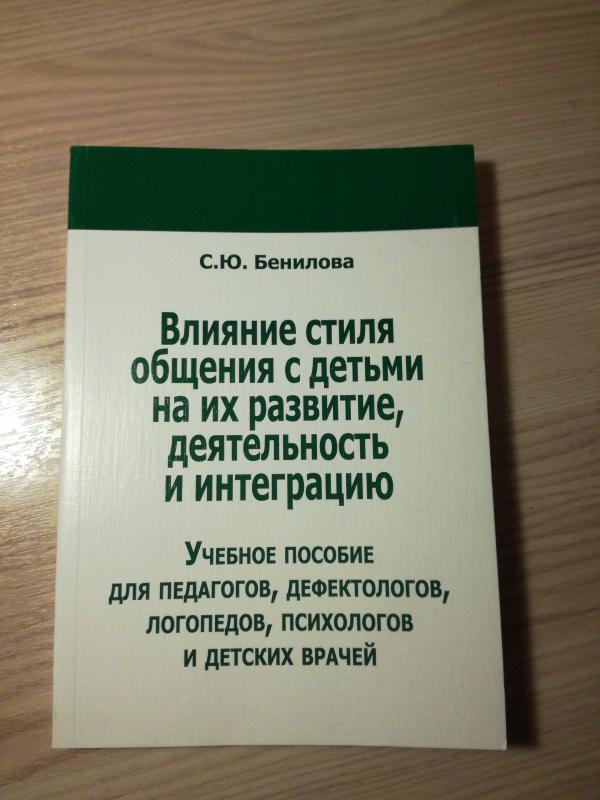 С.Ю. Бенилова
Влияние стиля
общения с детьми
на их развитие,
деятельность
и интеграцию
Учебное пособие
для педагогов, дефектологов,
логопедов, психологов
и детских врачей